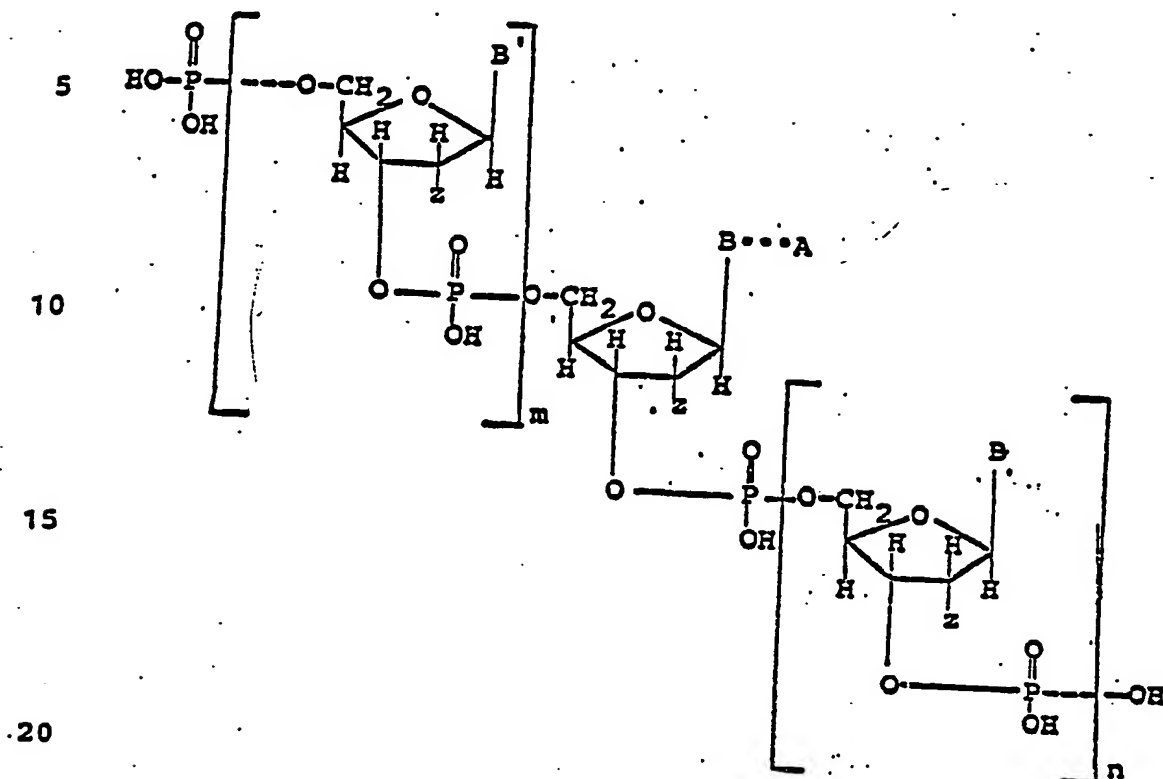 O
B'
5 HO P O CH2 O
OH H H
H z H
O B A
10 O P O CH2 O
OH H H
H z H
m
O B
15 O P O CH2 O
OH H H
H z H
O
O P OH
20 OH
n